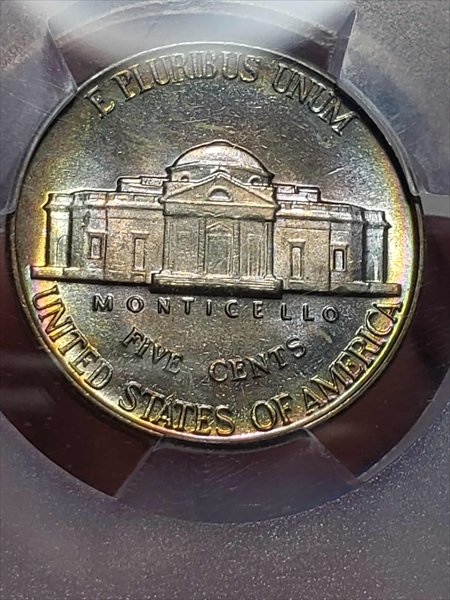 E PLURIBUS UNUM
MONTICELLO
FIVE CENTS
UNITED STATES OF AMERICA